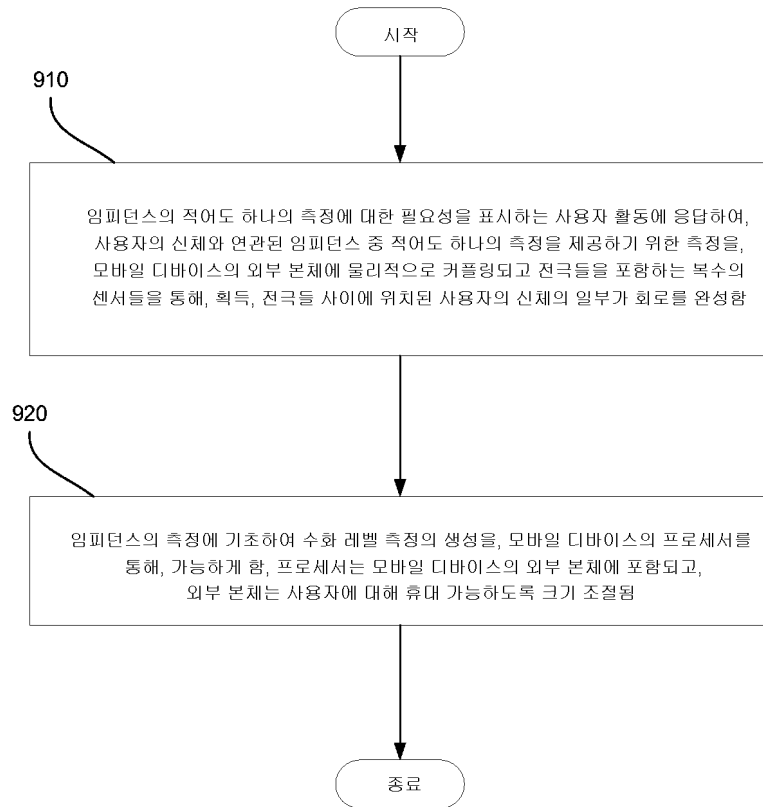 시작
910
임피던스의 적어도 하나의 측정에 대한 필요성을 표시하는 사용자 활동에 응답하여,
사용자의 신체와 연관된 임피던스 중 적어도 하나의 측정을 제공하기 위한 측정을,
모바일 디바이스의 외부 본체에 물리적으로 커플링되고 전극들을 포함하는 복수의
센서들을 통해, 획득, 전극들 사이에 위치된 사용자의 신체의 일부가 회로를 완성함
920
임피던스의 측정에 기초하여 수화 레벨 측정의 생성을, 모바일 디바이스의 프로세서를
통해, 가능하게 함, 프로세서는 모바일 디바이스의 외부 본체에 포함되고,
외부 본체는 사용자에 대해 휴대 가능하도록 크기 조절됨
종료